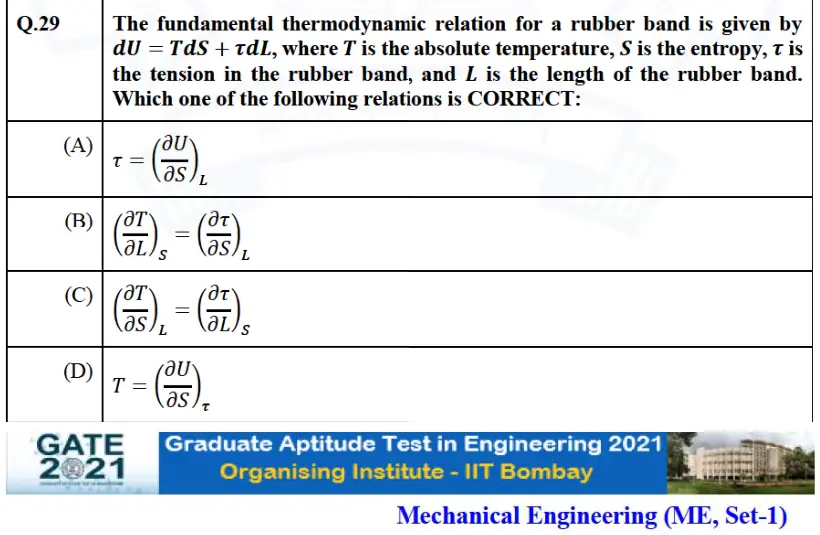 Q.29 The fundamental thermodynamic relation for a rubber band is given by
dU = TdS + τdL, where T is the absolute temperature, S is the entropy, τ is
the tension in the rubber band, and L is the length of the rubber band.
Which one of the following relations is CORRECT:
(A) τ = (∂U/∂S)_L
(B) (∂T/∂L)_S = (∂τ/∂S)_L
(C) (∂T/∂S)_L = (∂τ/∂L)_S
(D) T = (∂U/∂S)_τ
GATE Graduate Aptitude Test in Engineering 2021
2021 Organising Institute - IIT Bombay
Mechanical Engineering (ME, Set-1)